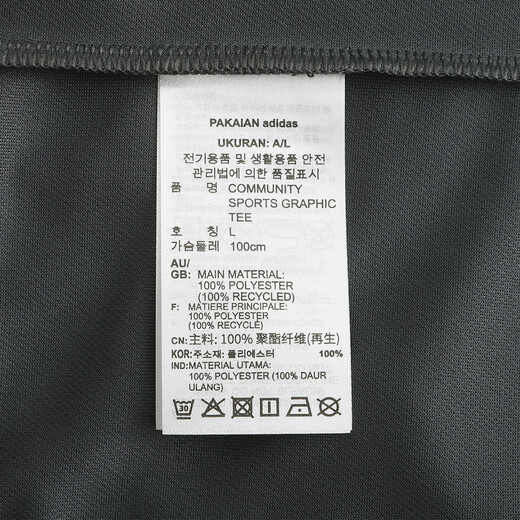 PAKAIAN adidas
UKURAN: A/L
전기용품 및 생활용품 안전
관리법에 의한 품질표시
품 명 COMMUNITY
SPORTS GRAPHIC
TEE
호 칭 L
가슴둘레 100cm
AU/
GB: MAIN MATERIAL:
100% POLYESTER
(100% RECYCLED)
F: MATIERE PRINCIPALE:
100% POLYESTER
(100% RECYCLÉ)
CN: 主料: 100% 聚酯纤维(再生)
KOR: 주소재: 폴리에스터 100%
IND: MATERIAL UTAMA:
100% POLYESTER (100% DAUR
ULANG)
30